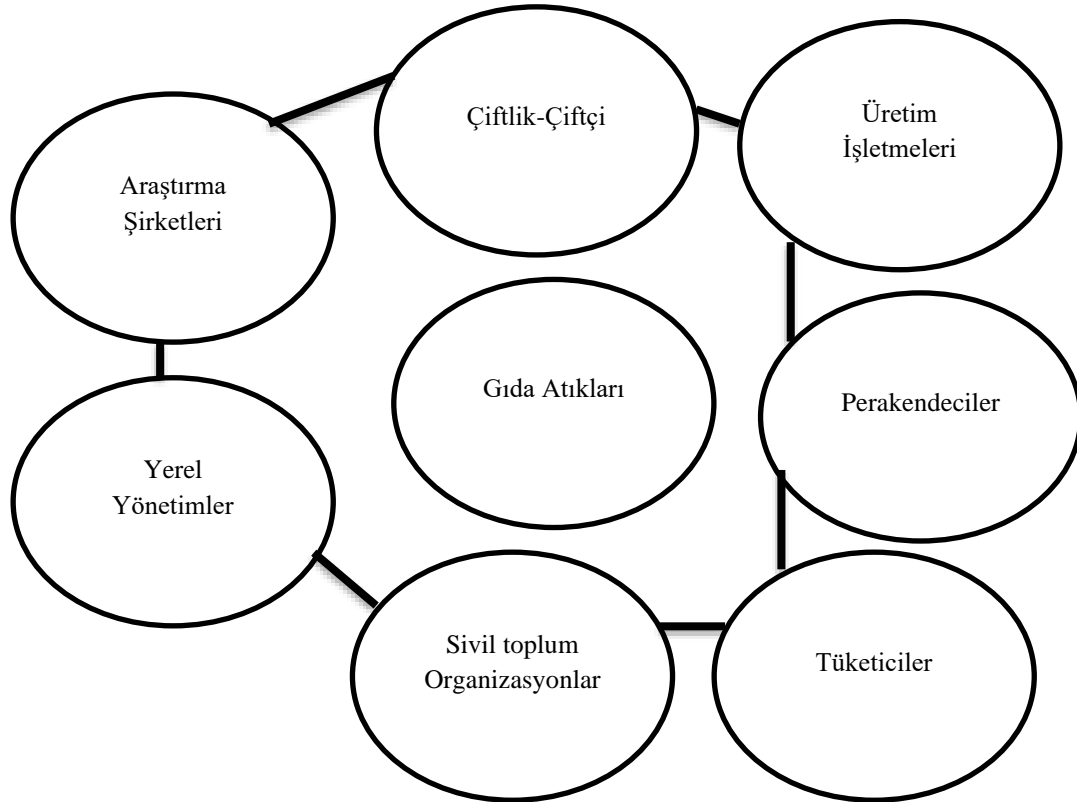 Çiftlik-Çiftçi
Üretim
İşletmeleri
Araştırma
Şirketleri
Gıda Atıkları
Perakendeciler
Yerel
Yönetimler
Sivil toplum
Organizasyonlar
Tüketiciler